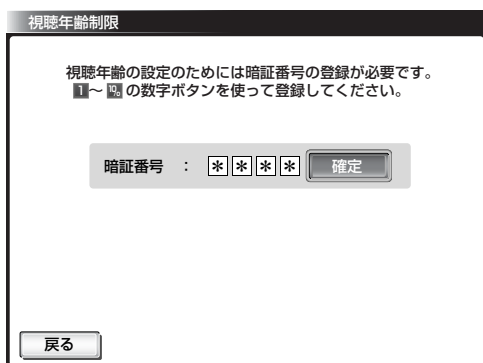 視聴年齢制限
視聴年齢の設定のためには暗証番号の登録が必要です。
1～10の数字ボタンを使って登録してください。
暗証番号 ： ＊＊＊＊ 確定
戻る